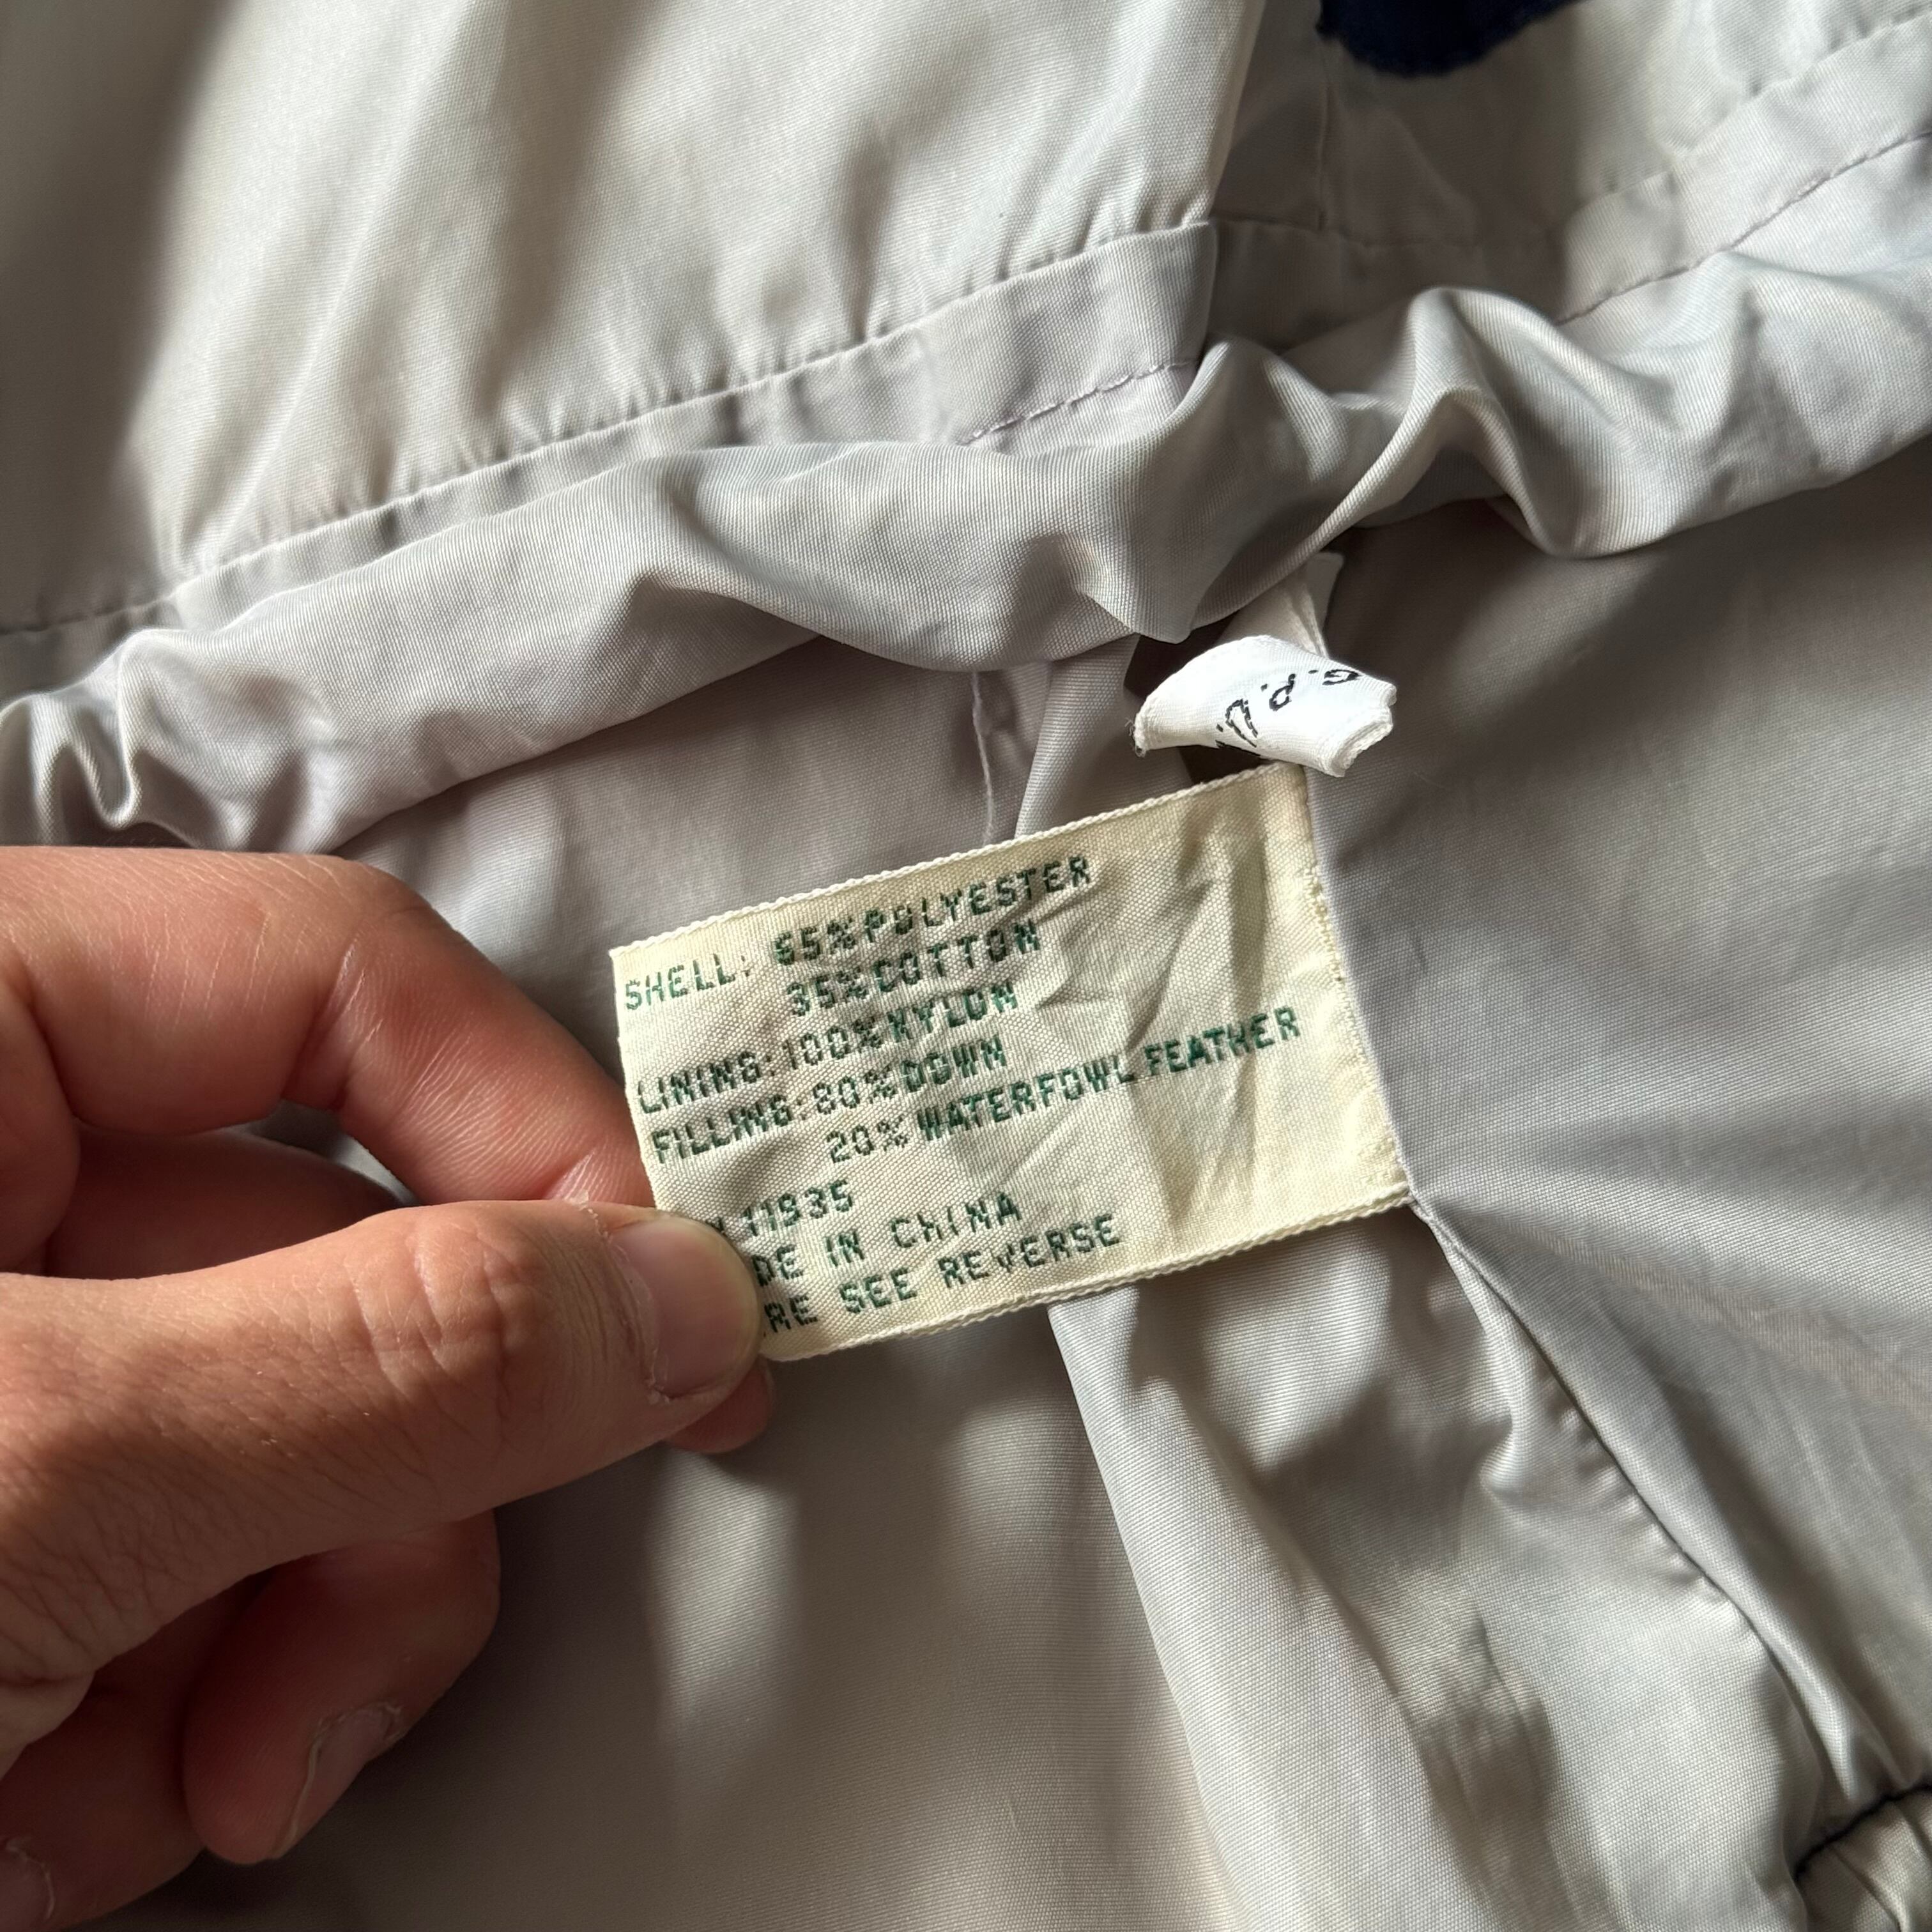 G.P.U.
SHELL: 65%POLYESTER
35%COTTON
LINING:100%NYLON
FILLING:80%DOWN
20%WATERFOWL FEATHER
11935
DE IN ChINA
RE SEE REVERSE